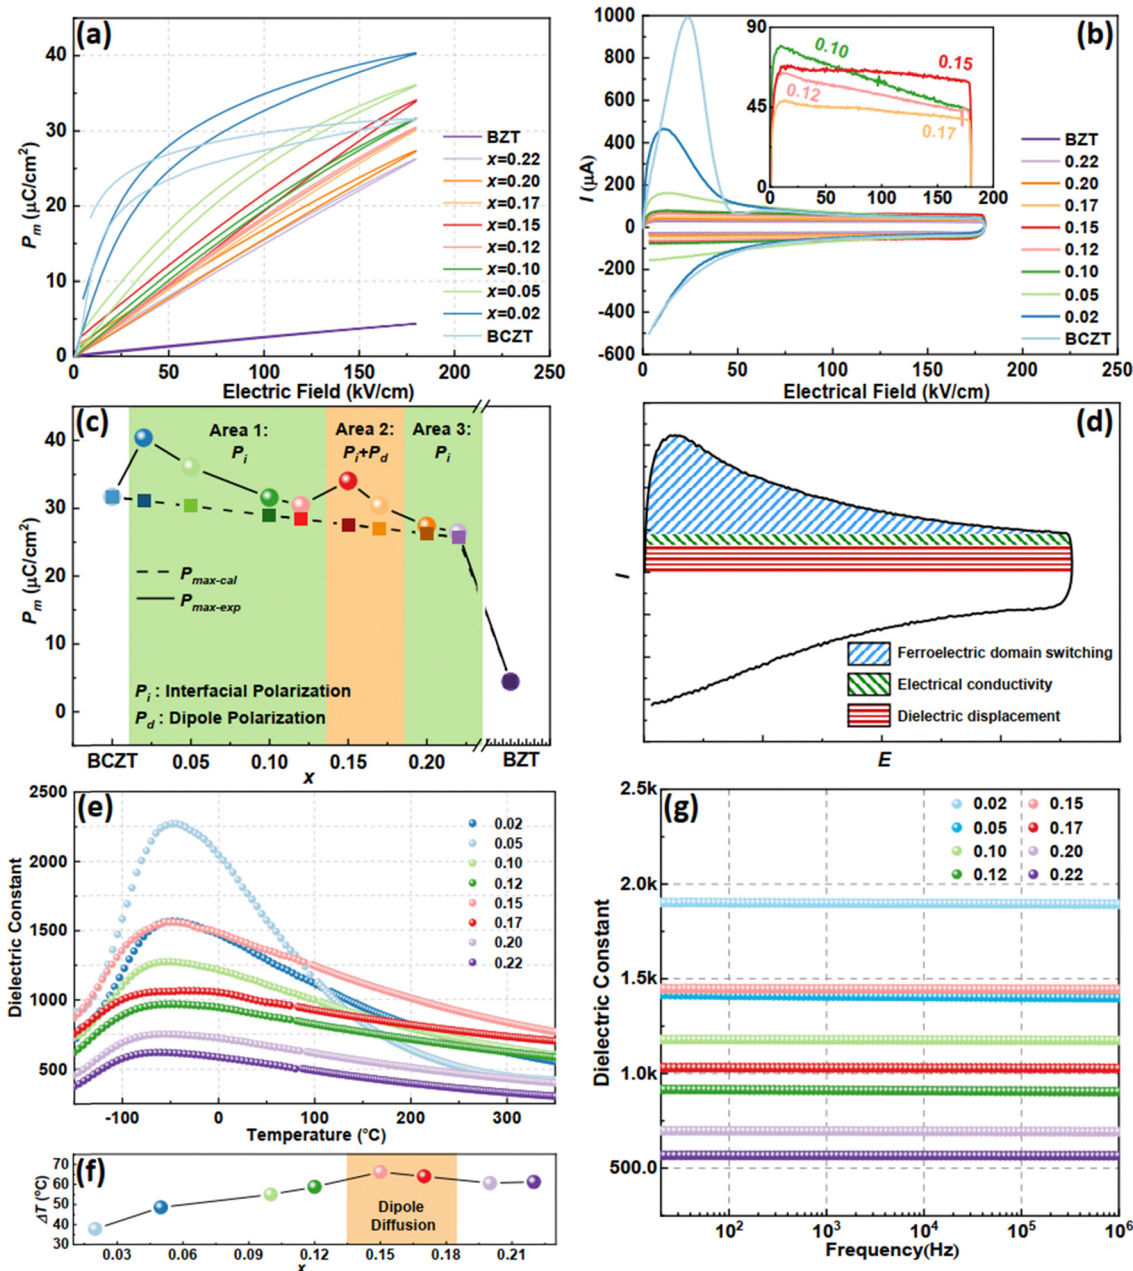 (a)
P_m (μC/cm²)
40
30
20
10
0
0 50 100 150 200 250
Electric Field (kV/cm)
BZT
x=0.22
x=0.20
x=0.17
x=0.15
x=0.12
x=0.10
x=0.05
x=0.02
BCZT
(b)
I (μA)
1000
800
600
400
200
0
-200
-400
-600
0 50 100 150 200 250
Electrical Field (kV/cm)
90
45
0
0 50 100 150 200
0.10
0.15
0.12
0.17
BZT
0.22
0.20
0.17
0.15
0.12
0.10
0.05
0.02
BCZT
(c)
P_m (μC/cm²)
40
30
20
10
0
Area 1:
P_i
Area 2:
P_i+P_d
Area 3:
P_i
P_max-cal
P_max-exp
P_i : Interfacial Polarization
P_d : Dipole Polarization
BCZT 0.05 0.10 0.15 0.20 BZT
x
(d)
I
Ferroelectric domain switching
Electrical conductivity
Dielectric displacement
E
(e)
Dielectric Constant
2500
2000
1500
1000
500
-100 0 100 200 300
Temperature (°C)
0.02
0.05
0.10
0.12
0.15
0.17
0.20
0.22
(f)
ΔT (°C)
70
60
50
40
30
Dipole
Diffusion
0.03 0.06 0.09 0.12 0.15 0.18 0.21
x
(g)
Dielectric Constant
2.5k
2.0k
1.5k
1.0k
500.0
0.02 0.15
0.05 0.17
0.10 0.20
0.12 0.22
10² 10³ 10⁴ 10⁵ 10⁶
Frequency(Hz)